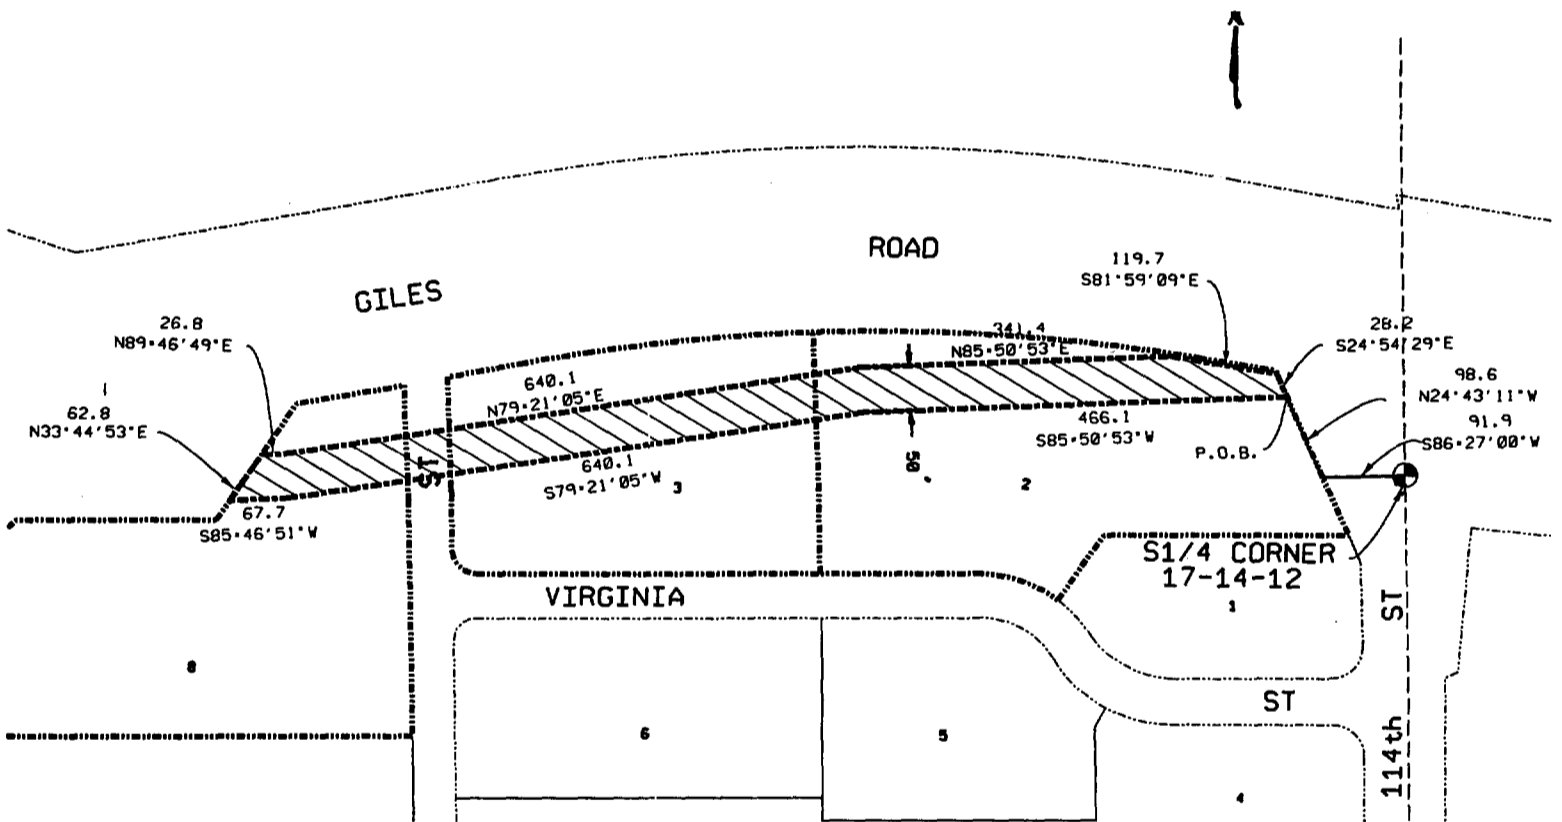 ROAD
GILES
119.7
S81°59'09"E
26.8
N89°46'49"E
341.4
N85°50'53"E
28.2
S24°54'29"E
640.1
N79°21'05"E
98.6
N24°43'11"W
62.8
N33°44'53"E
91.9
S86°27'00"W
466.1
S85°50'53"W
P.O.B.
50'
ST
640.1
S79°21'05"W
3
2
67.7
S85°46'51"W
S1/4 CORNER
17-14-12
VIRGINIA
1
ST
8
ST
6
5
114th
4